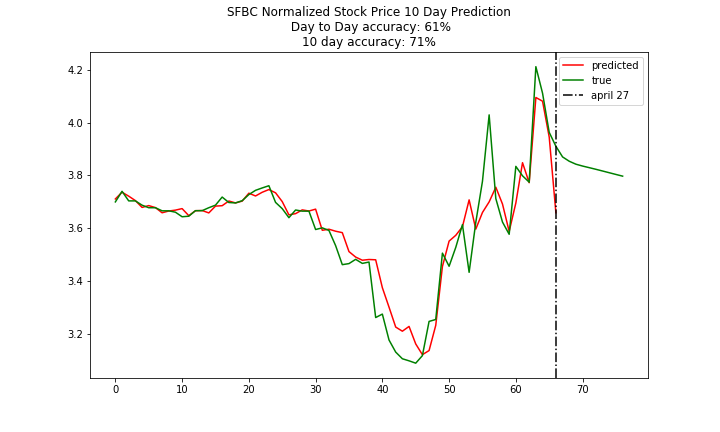 SFBC Normalized Stock Price 10 Day Prediction
Day to Day accuracy: 61%
10 day accuracy: 71%
predicted
true
april 27
4.2
4.0
3.8
3.6
3.4
3.2
0 10 20 30 40 50 60 70